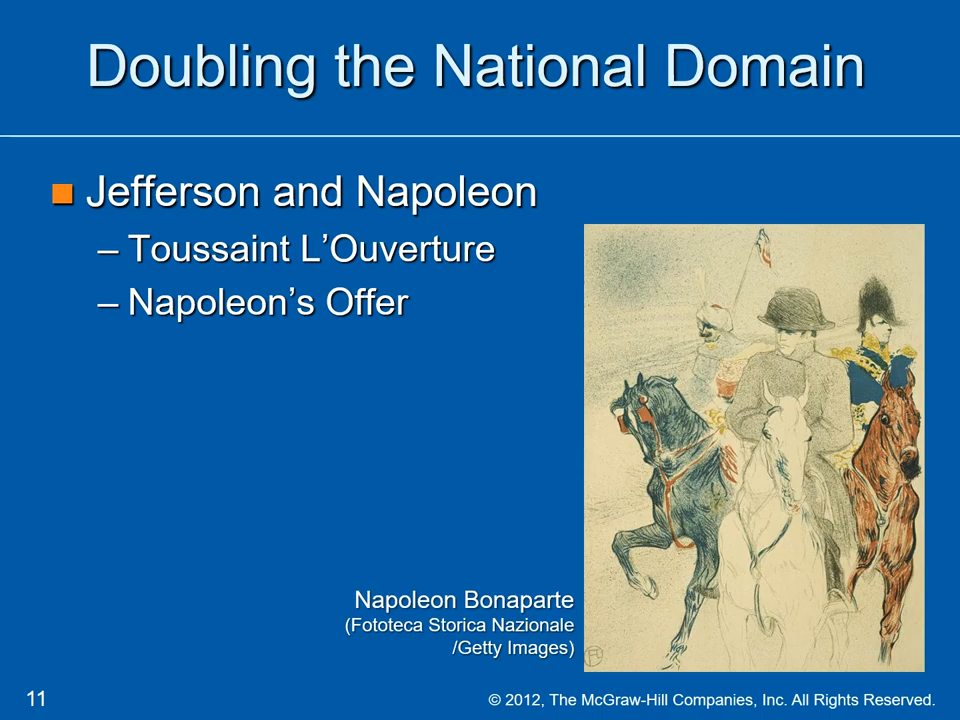 Doubling the National Domain
Jefferson and Napoleon
– Toussaint L’Ouverture
– Napoleon’s Offer
Napoleon Bonaparte
(Fototeca Storica Nazionale
/Getty Images)
11
© 2012, The McGraw-Hill Companies, Inc. All Rights Reserved.